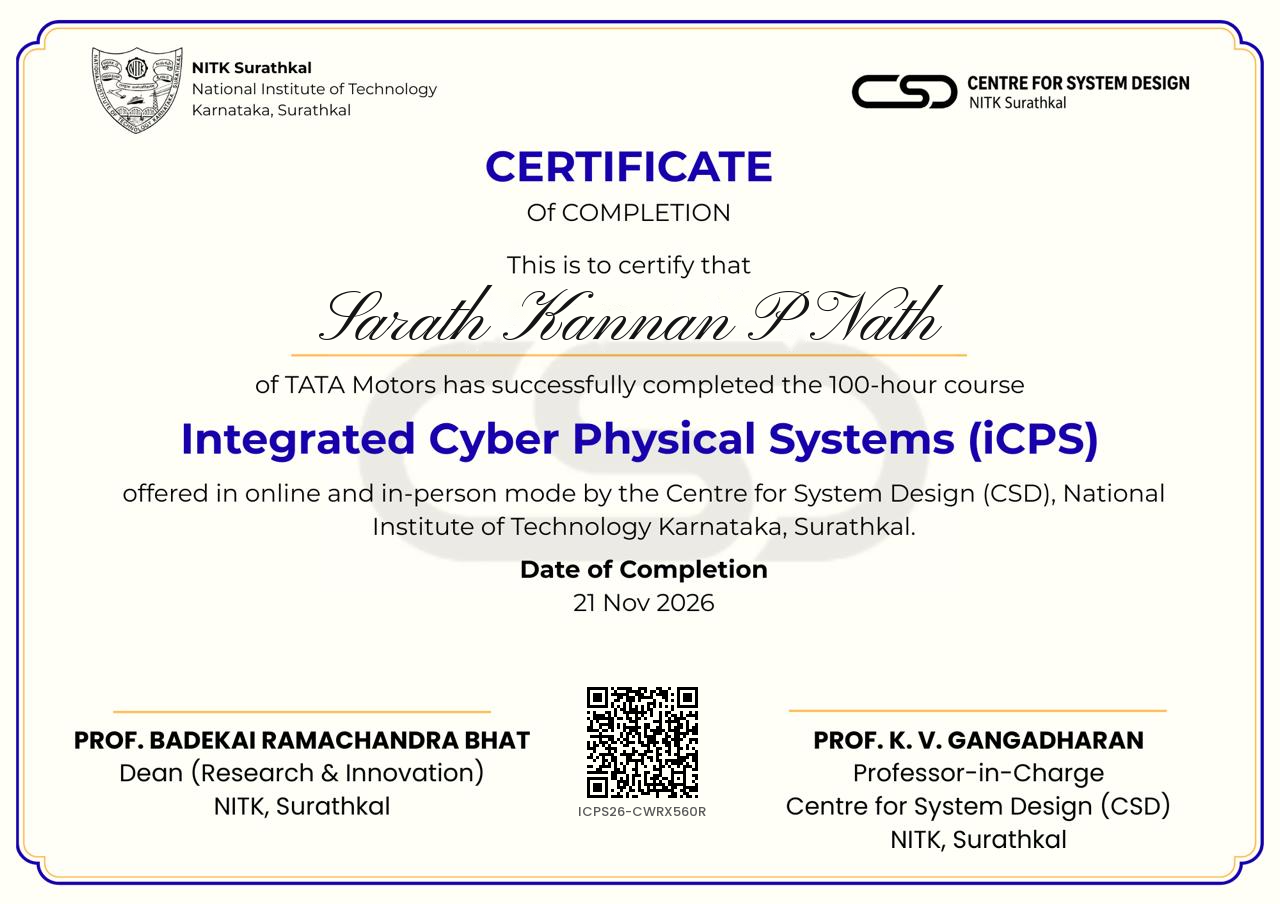 NITK Surathkal
National Institute of Technology
Karnataka, Surathkal
CENTRE FOR SYSTEM DESIGN
NITK Surathkal
CERTIFICATE
Of COMPLETION
This is to certify that
Sarath Kannan P Nath
of TATA Motors has successfully completed the 100-hour course
Integrated Cyber Physical Systems (iCPS)
offered in online and in-person mode by the Centre for System Design (CSD), National
Institute of Technology Karnataka, Surathkal.
Date of Completion
21 Nov 2026
PROF. BADEKAI RAMACHANDRA BHAT
Dean (Research & Innovation)
NITK, Surathkal
ICPS26-CWRX560R
PROF. K. V. GANGADHARAN
Professor-in-Charge
Centre for System Design (CSD)
NITK, Surathkal